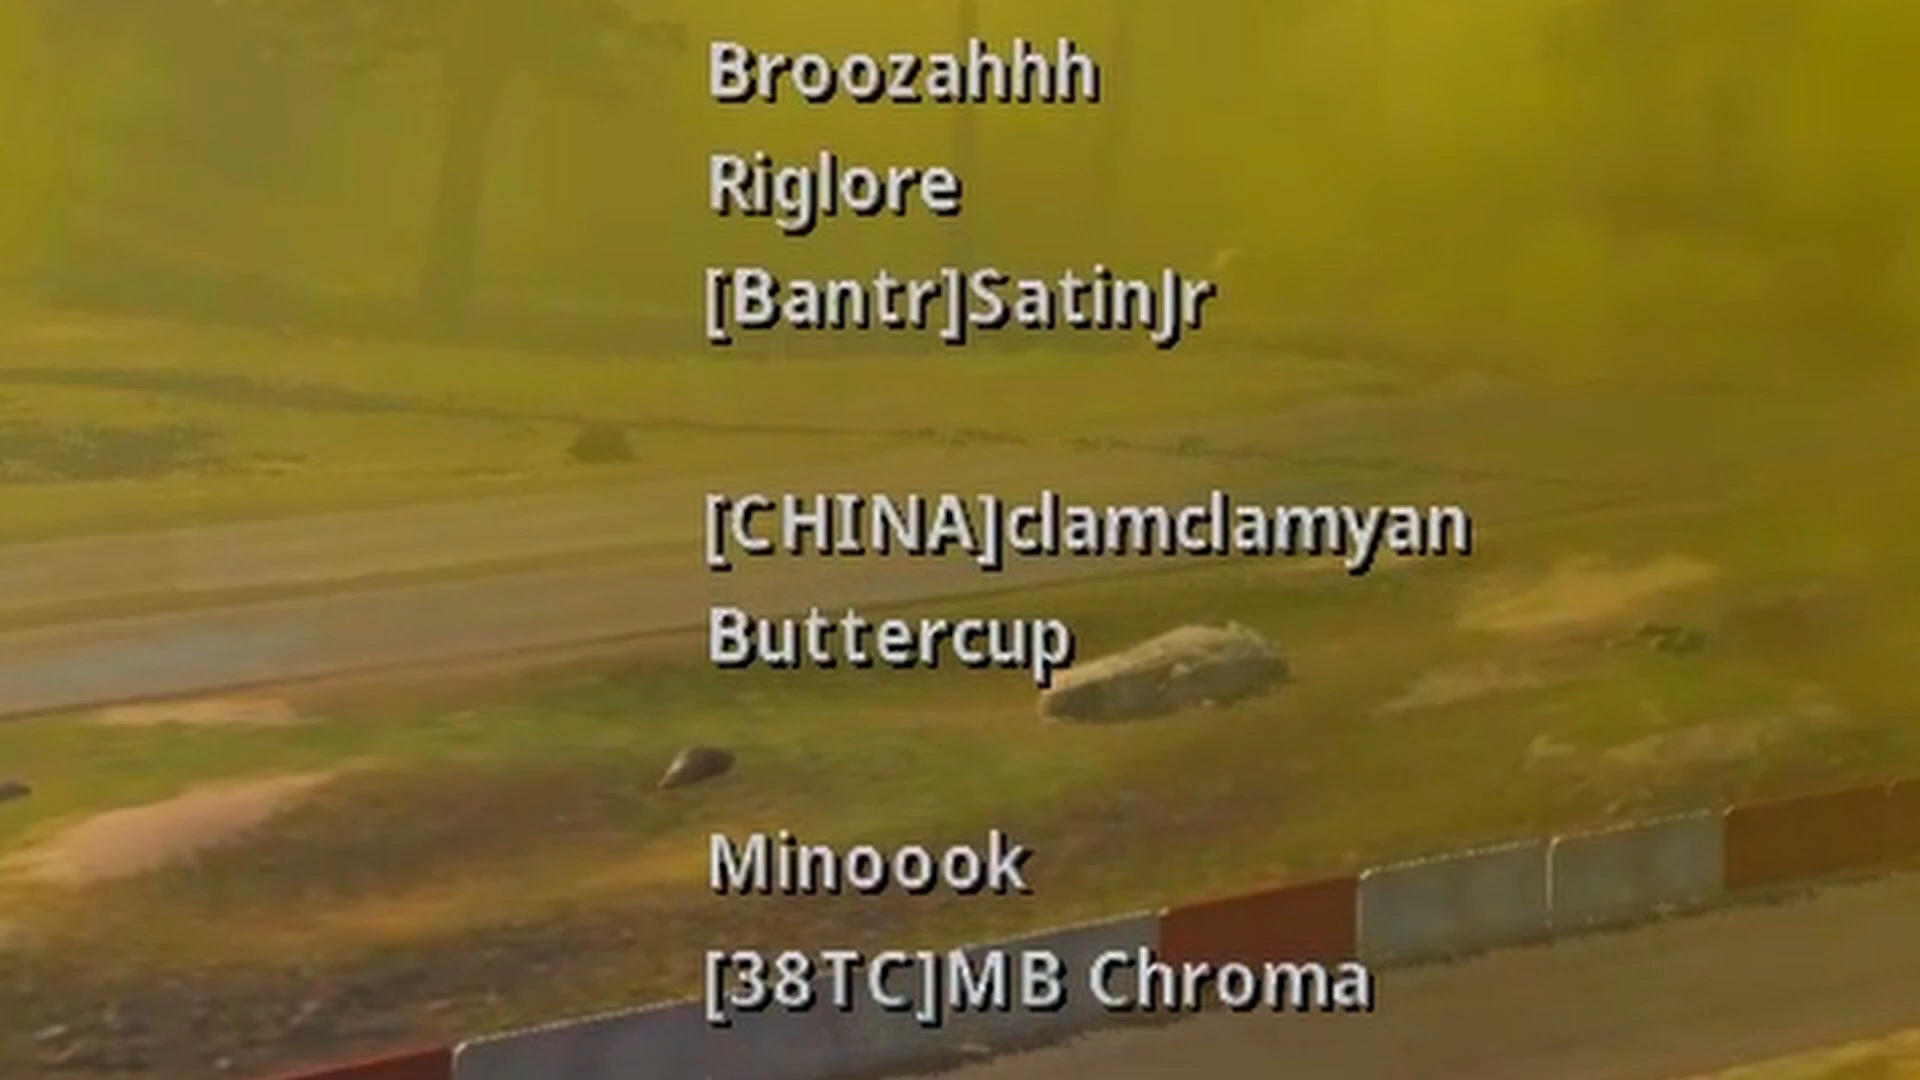 Broozahhh
Riglore
[Bantr]SatinJr
[CHINA]clamclamyan
Buttercup
Minoook
[38TC]MB Chroma